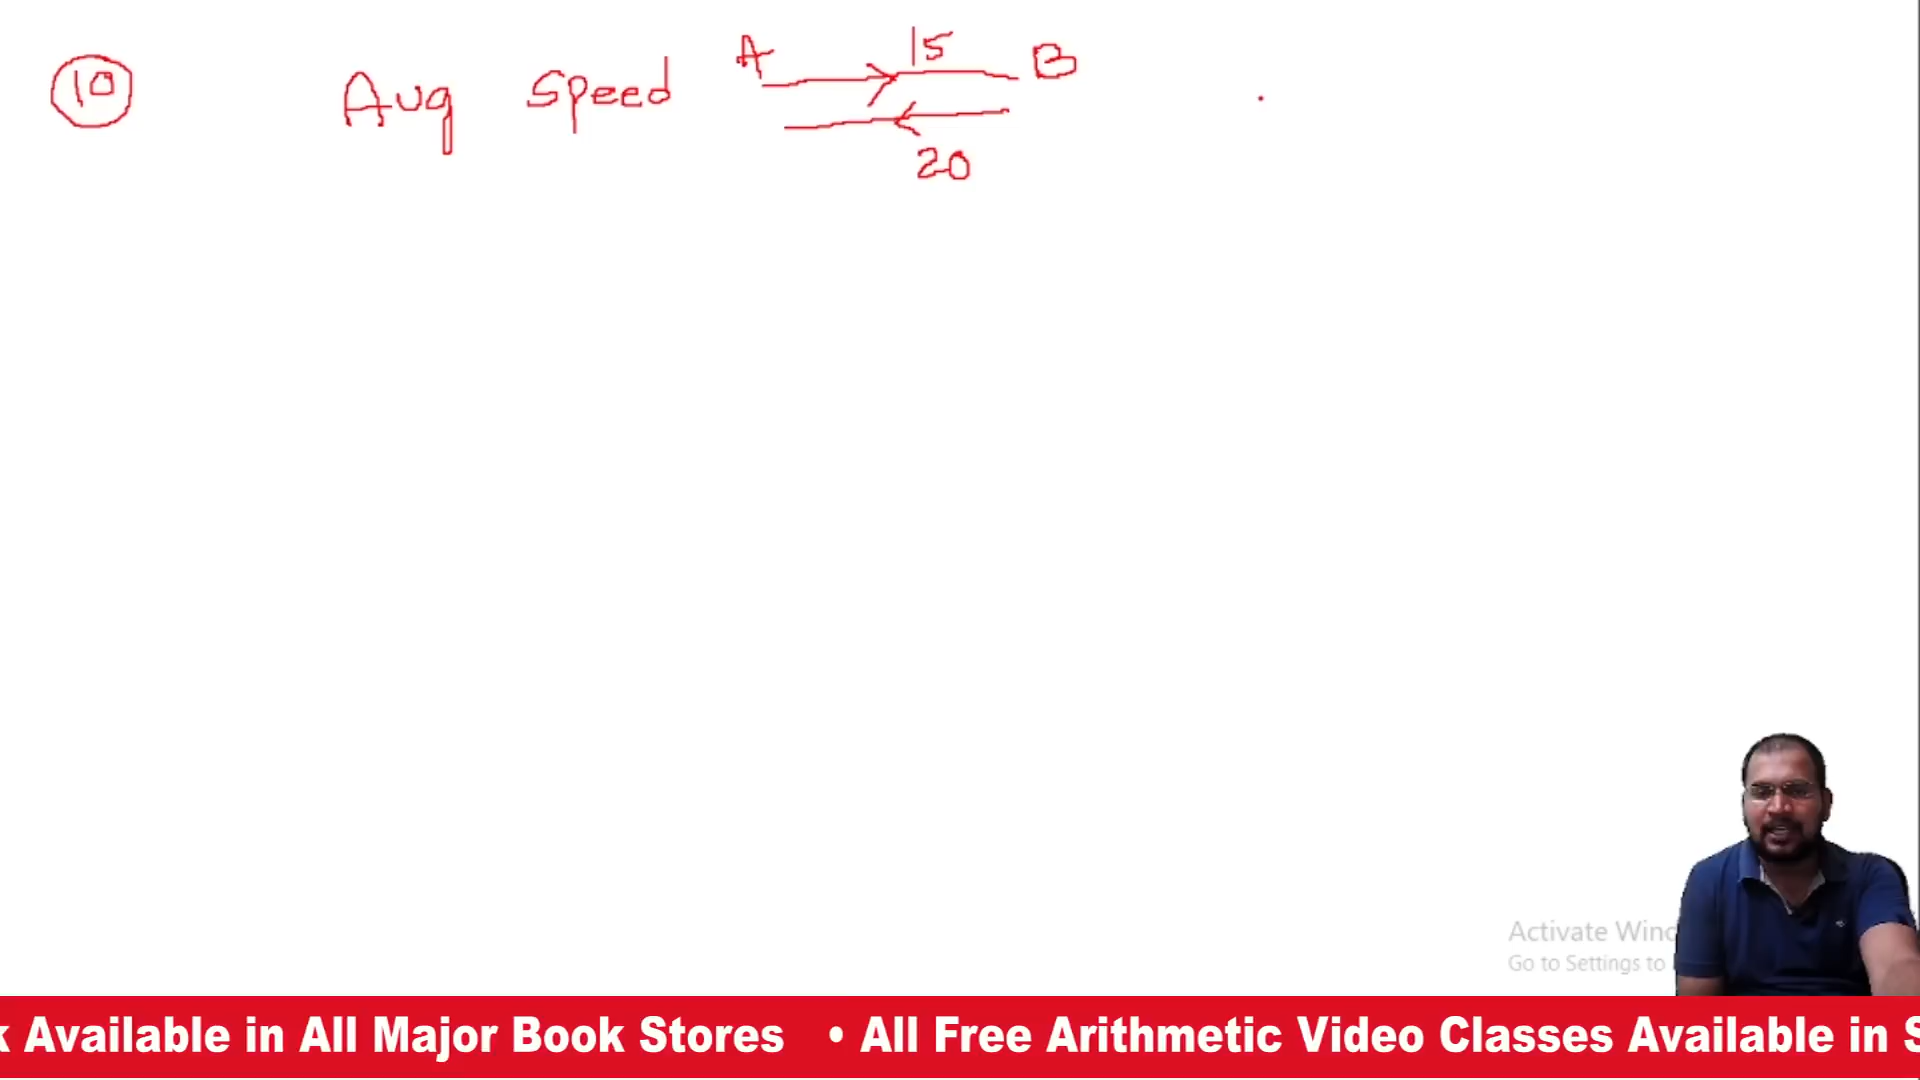 15
A B
10 Avg Speed
20
Activate Wind
Go to Settings to
k Available in All Major Book Stores • All Free Arithmetic Video Classes Available in S